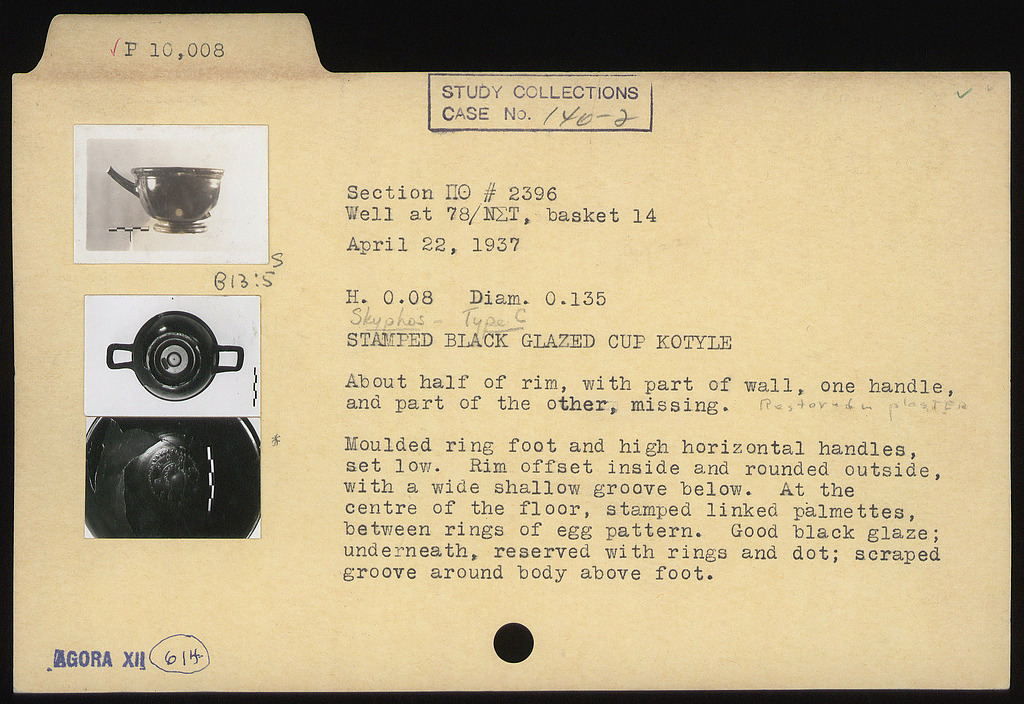 ✓P 10,008
STUDY COLLECTIONS
CASE No. 140-2
Section ΠΘ # 2396
Well at 78/ΝΣΤ, basket 14
April 22, 1937
S
B13:5
H. 0.08 Diam. 0.135
Skyphos - Type C
STAMPED BLACK GLAZED CUP KOTYLE
About half of rim, with part of wall, one handle,
and part of the other, missing. Restored in plaster
Moulded ring foot and high horizontal handles,
set low. Rim offset inside and rounded outside,
with a wide shallow groove below. At the
centre of the floor, stamped linked palmettes,
between rings of egg pattern. Good black glaze;
underneath, reserved with rings and dot; scraped
groove around body above foot.
AGORA XII 614